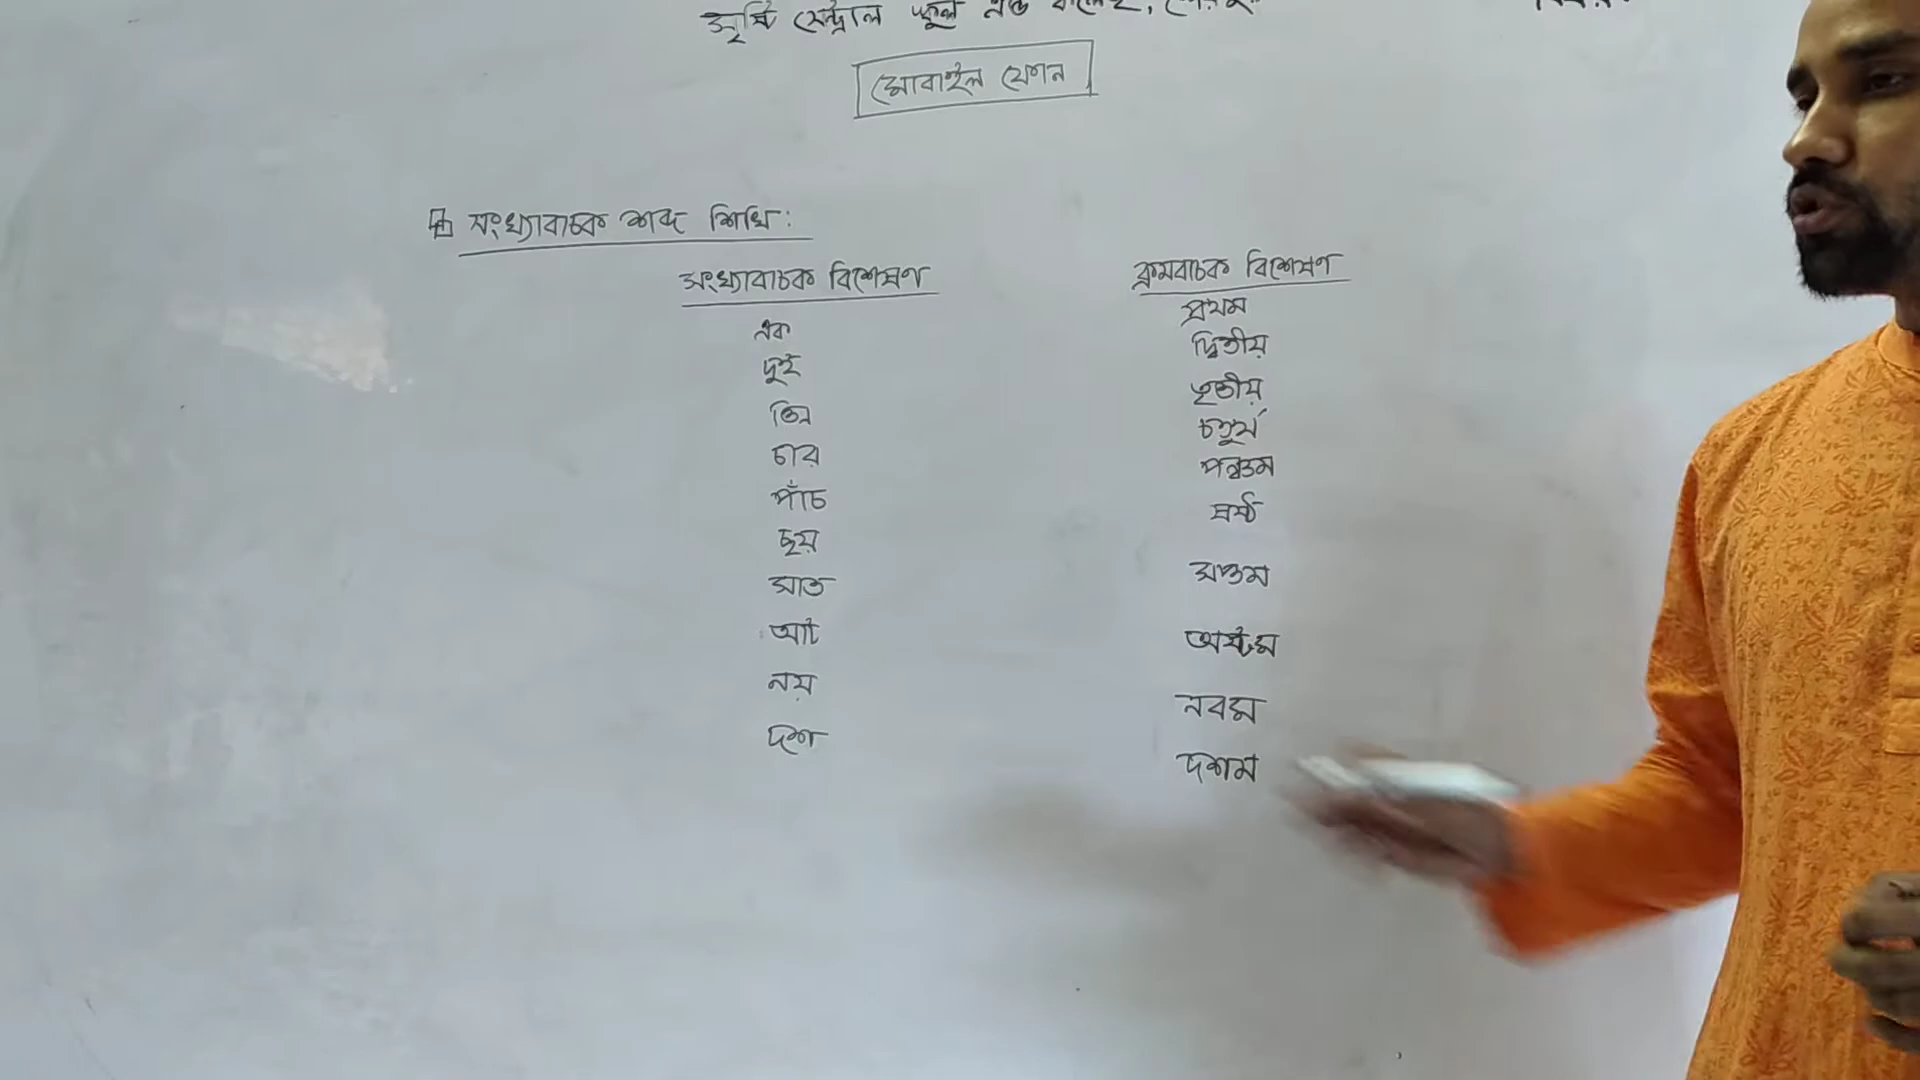 সৃষ্টি সেন্ট্রাল স্কুল এন্ড
মোবাইল ফোন
সংখ্যাবাচক শব্দ শিখি:
সংখ্যাবাচক বিশেষণ ক্রমবাচক বিশেষণ
এক প্রথম
দুই দ্বিতীয়
তিন তৃতীয়
চার চতুর্থ
পাঁচ পঞ্চম
ছয় ষষ্ঠ
সাত সপ্তম
আট অষ্টম
নয় নবম
দশ দশম